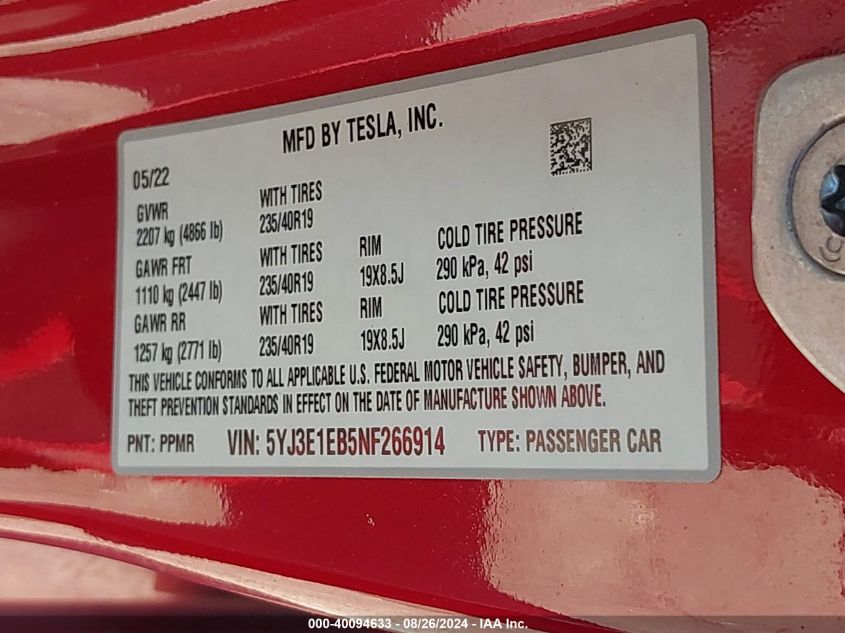 MFD BY TESLA, INC.
05/22
GVWR
2207 kg (4866 lb)
WITH TIRES
235/40R19
GAWR FRT
1110 kg (2447 lb)
WITH TIRES
235/40R19
RIM
19X8.5J
COLD TIRE PRESSURE
290 kPa, 42 psi
GAWR RR
1257 kg (2771 lb)
WITH TIRES
235/40R19
RIM
19X8.5J
COLD TIRE PRESSURE
290 kPa, 42 psi
THIS VEHICLE CONFORMS TO ALL APPLICABLE U.S. FEDERAL MOTOR VEHICLE SAFETY, BUMPER, AND
THEFT PREVENTION STANDARDS IN EFFECT ON THE DATE OF MANUFACTURE SHOWN ABOVE.
PNT: PPMR VIN: 5YJ3E1EB5NF266914 TYPE: PASSENGER CAR
000-40094633 - 08/26/2024 - IAA Inc.